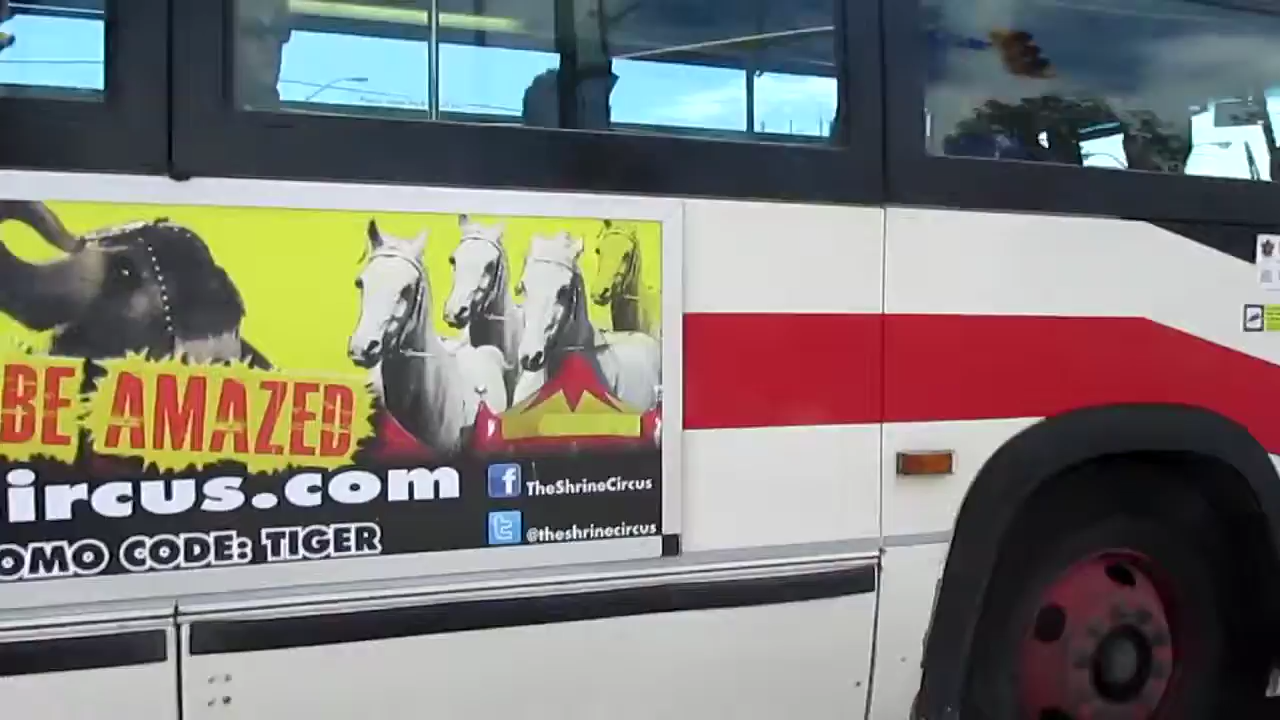 BE AMAZED
ircus.com
f TheShrineCircus
OMO CODE: TIGER
t @theshrinecircus